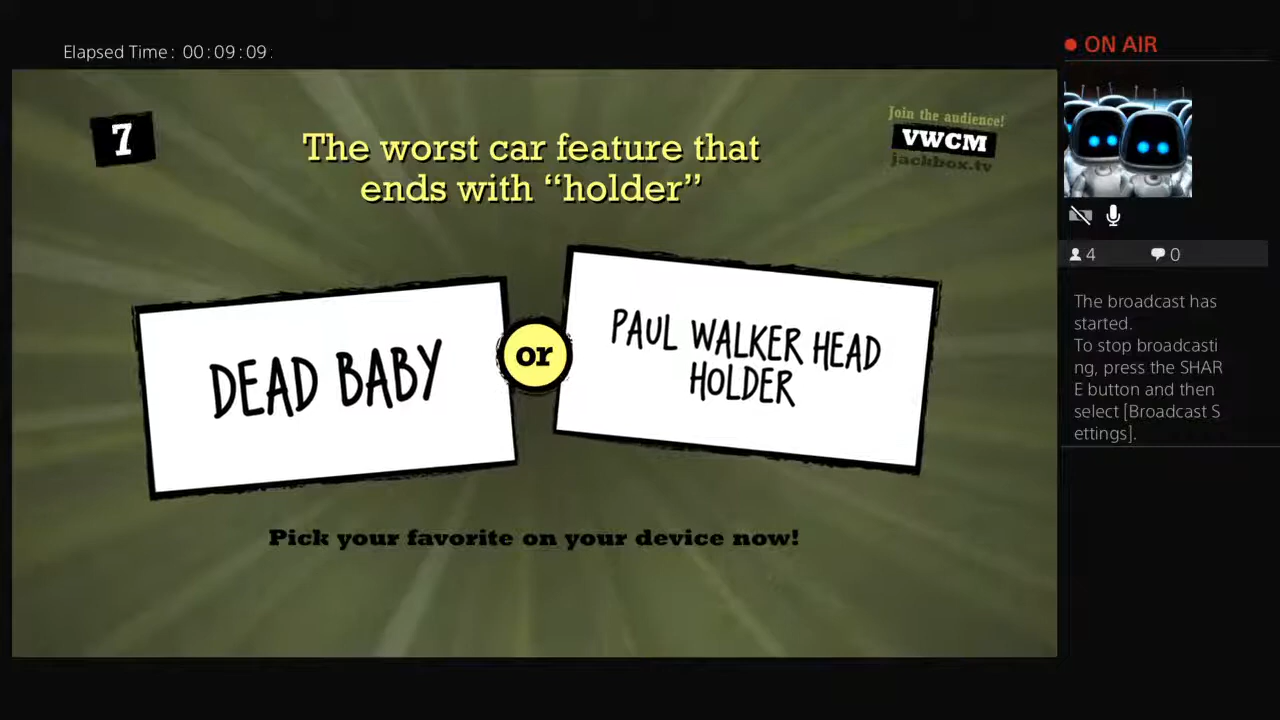 Elapsed Time: 00:09:09
ON AIR
7
The worst car feature that
ends with “holder”
Join the audience!
VWCM
jackbox.tv
DEAD BABY
or
PAUL WALKER HEAD
HOLDER
Pick your favorite on your device now!
4
0
The broadcast has
started.
To stop broadcasti
ng, press the SHAR
E button and then
select [Broadcast S
ettings].